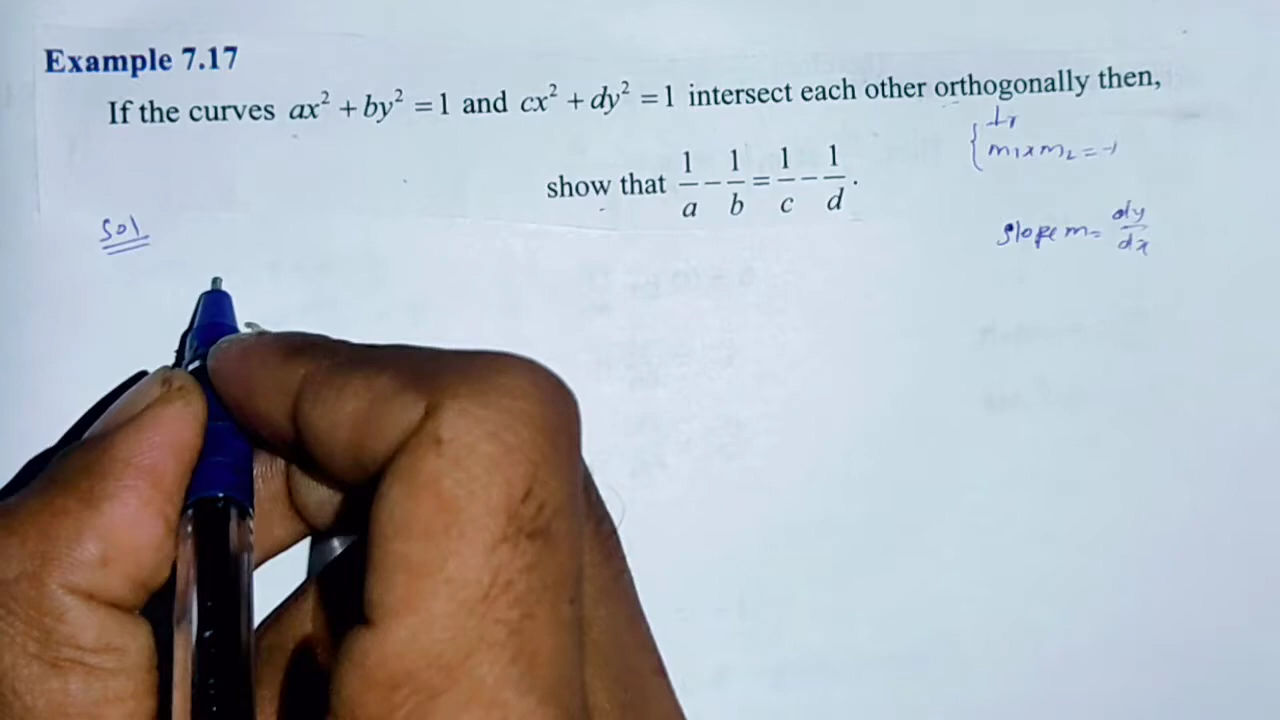 Example 7.17
If the curves ax² + by² = 1 and cx² + dy² = 1 intersect each other orthogonally then,
show that 1/a − 1/b = 1/c − 1/d.
⊥r
m₁ × m₂ = −1
Sol
slope m = dy/dx